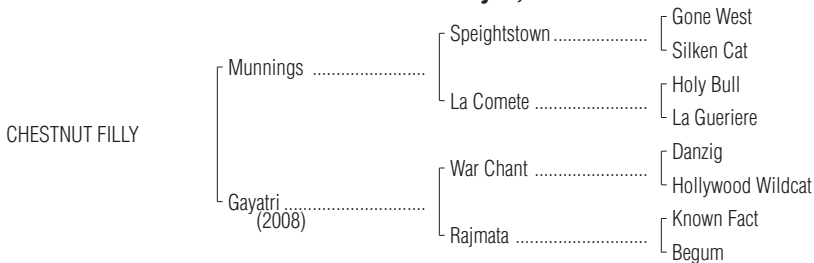 Gone West
Speightstown ....................
Silken Cat
Munnings ........................
Holy Bull
La Comete ........................
La Gueriere
CHESTNUT FILLY
Danzig
War Chant ........................
Hollywood Wildcat
Gayatri ..............................
(2008)
Known Fact
Rajmata ............................
Begum